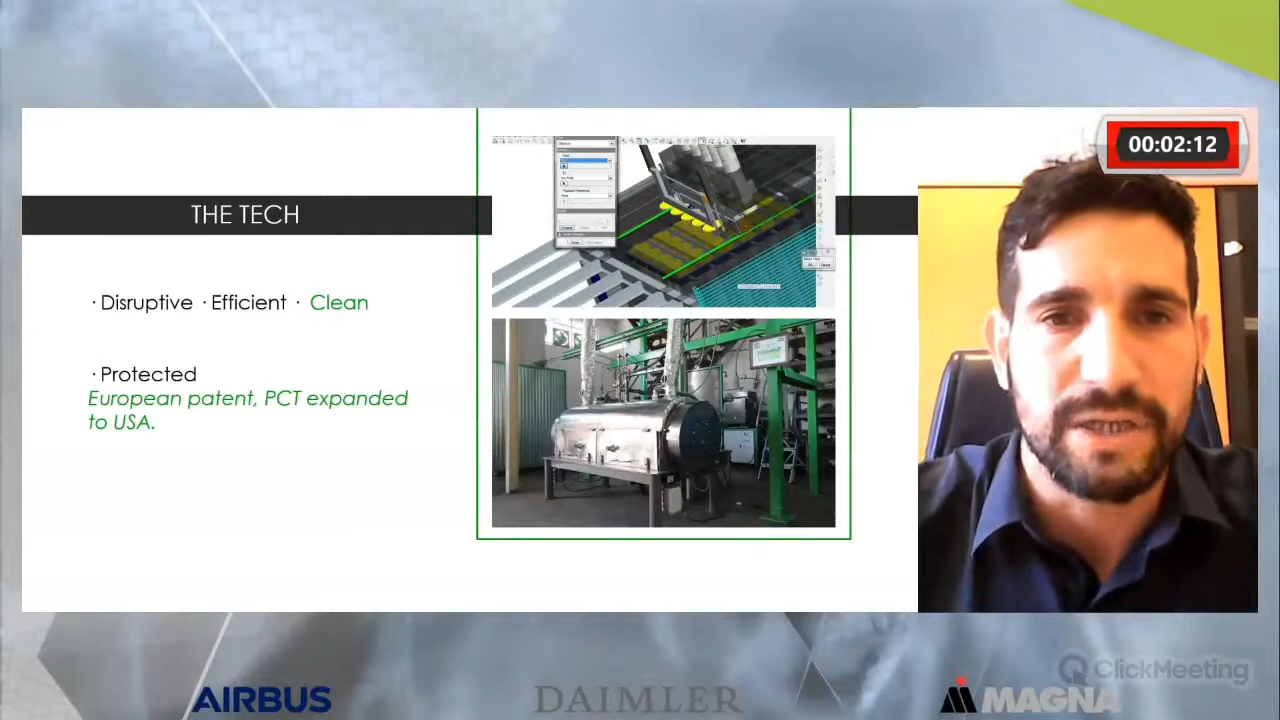 00:02:12
THE TECH
· Disruptive · Efficient · Clean
· Protected
European patent, PCT expanded
to USA.
ClickMeeting
AIRBUS
DAIMLER
MAGNA